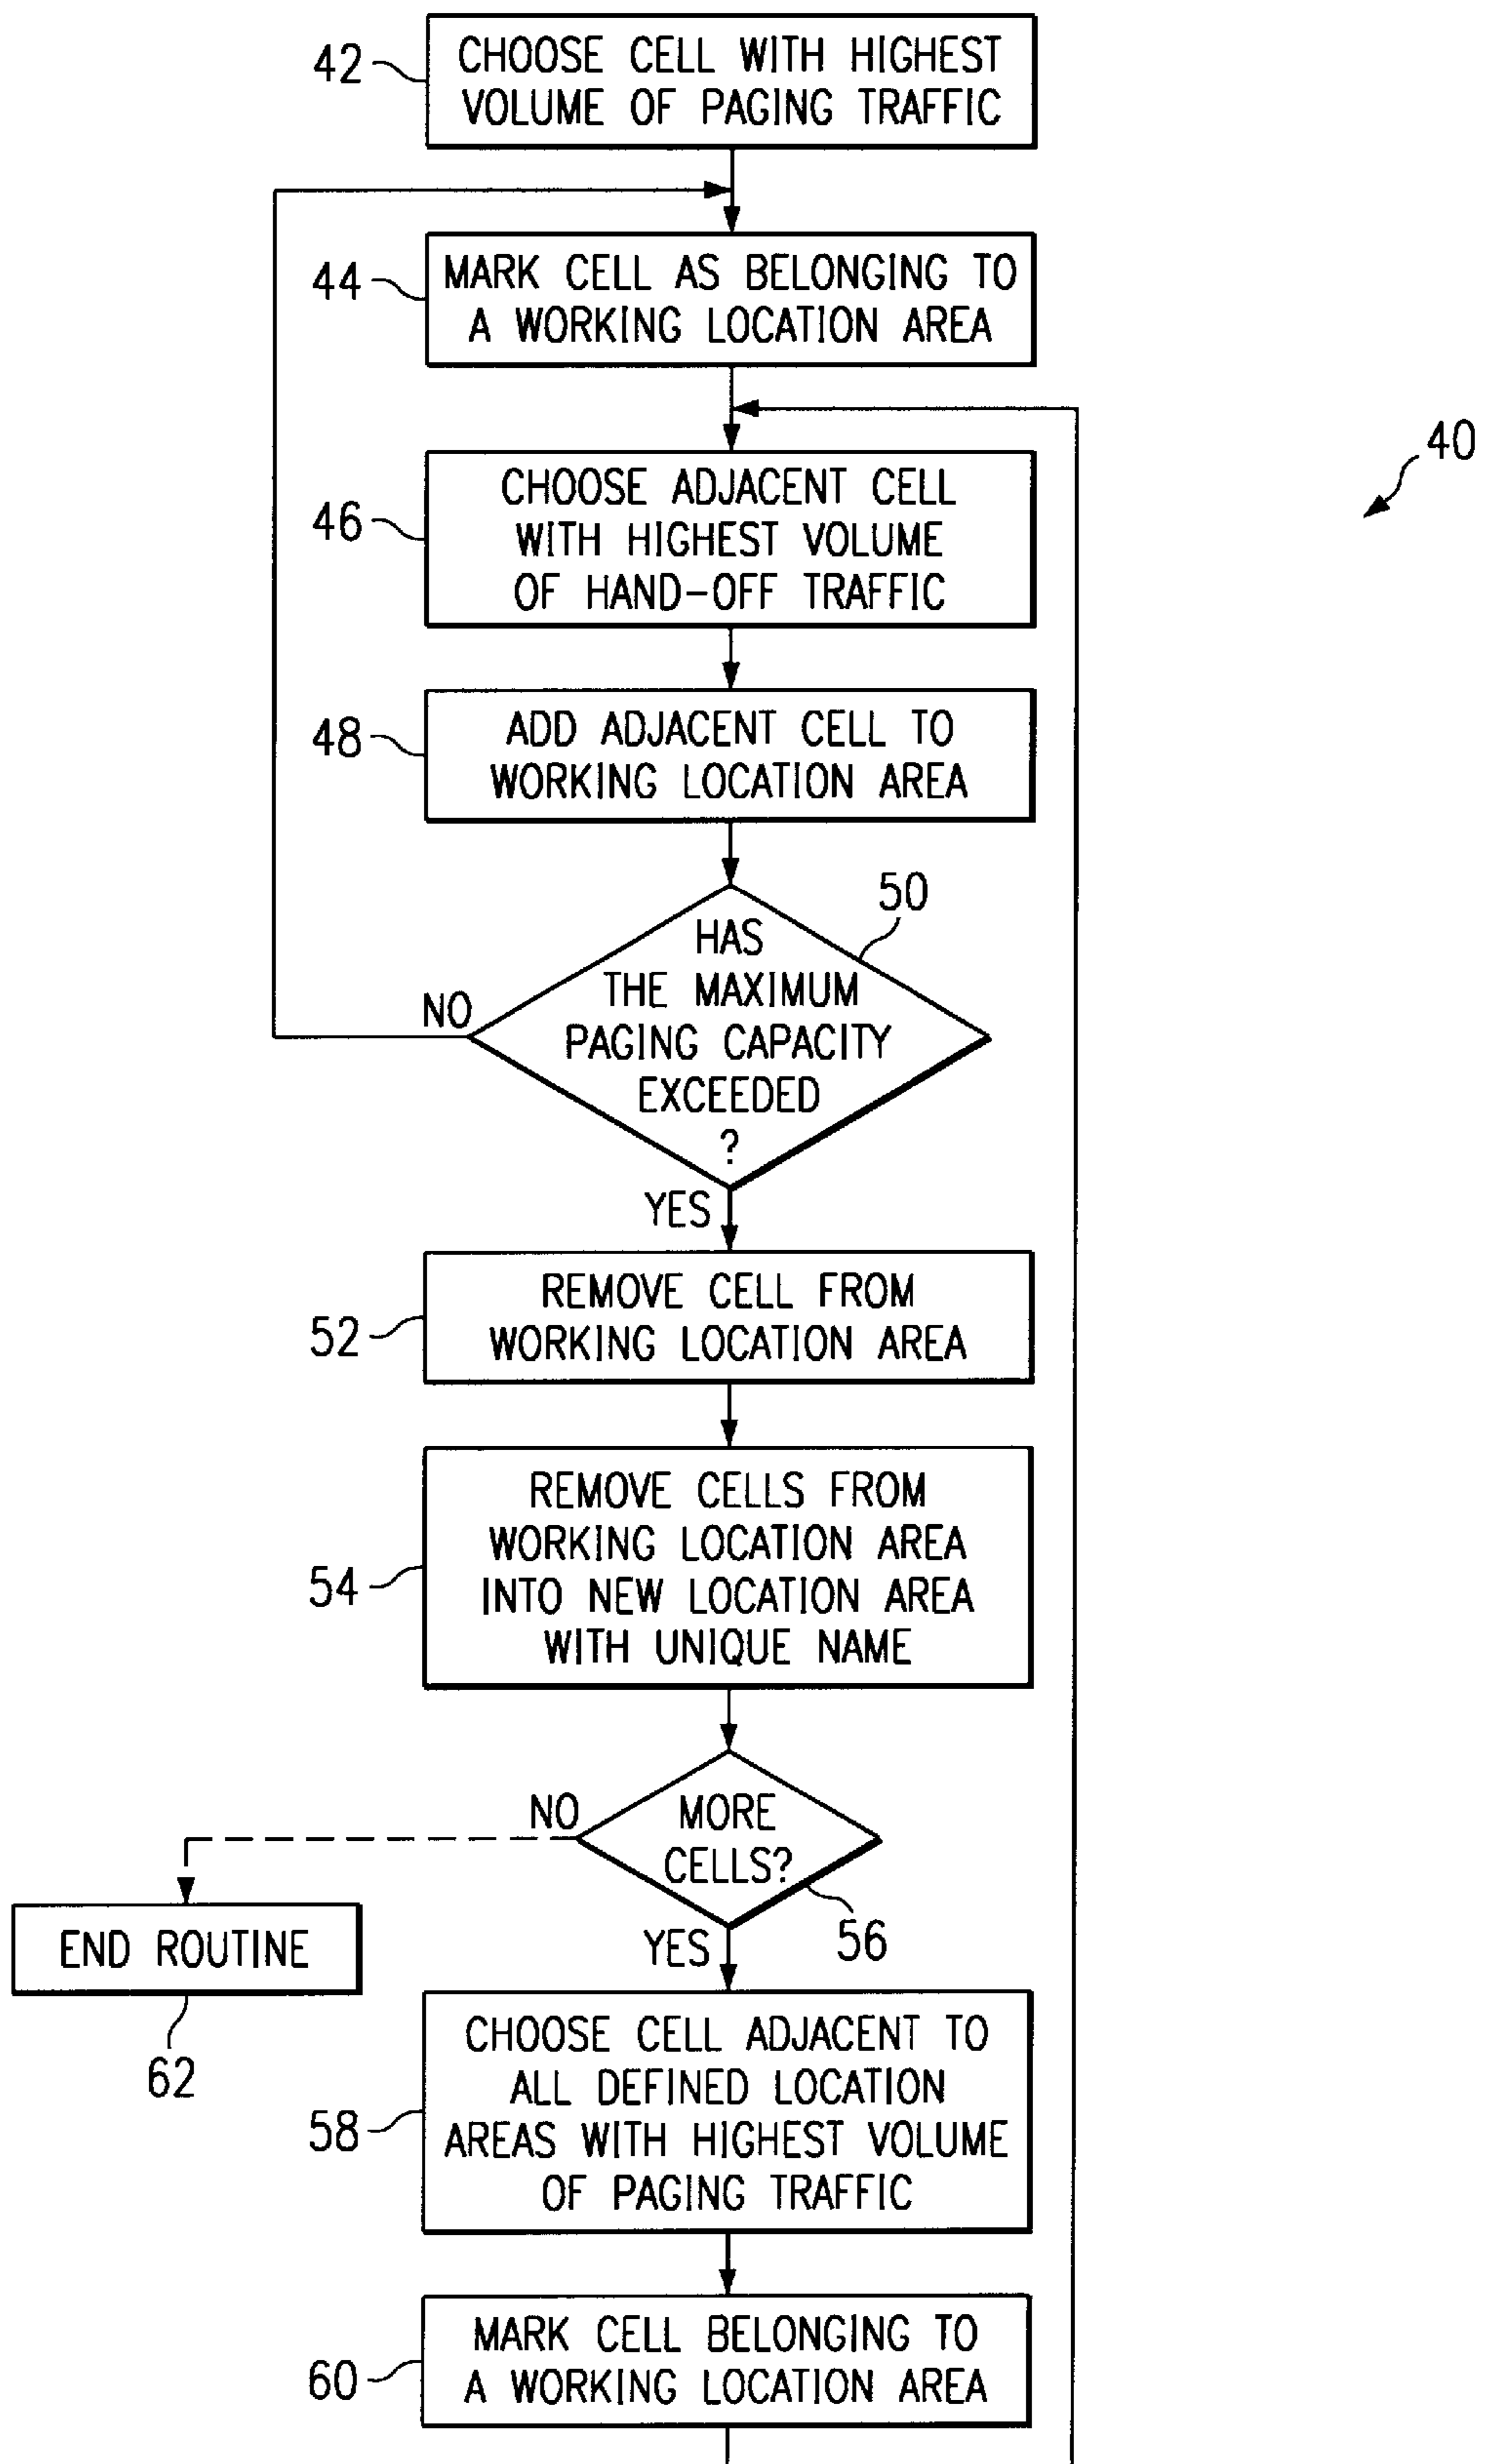 42
CHOOSE CELL WITH HIGHEST
VOLUME OF PAGING TRAFFIC
44
MARK CELL AS BELONGING TO
A WORKING LOCATION AREA
40
46
CHOOSE ADJACENT CELL
WITH HIGHEST VOLUME
OF HAND-OFF TRAFFIC
48
ADD ADJACENT CELL TO
WORKING LOCATION AREA
50
HAS
THE MAXIMUM
PAGING CAPACITY
EXCEEDED
?
NO
YES
52
REMOVE CELL FROM
WORKING LOCATION AREA
54
REMOVE CELLS FROM
WORKING LOCATION AREA
INTO NEW LOCATION AREA
WITH UNIQUE NAME
NO
MORE
CELLS?
56
YES
END ROUTINE
62
58
CHOOSE CELL ADJACENT TO
ALL DEFINED LOCATION
AREAS WITH HIGHEST VOLUME
OF PAGING TRAFFIC
60
MARK CELL BELONGING TO
A WORKING LOCATION AREA